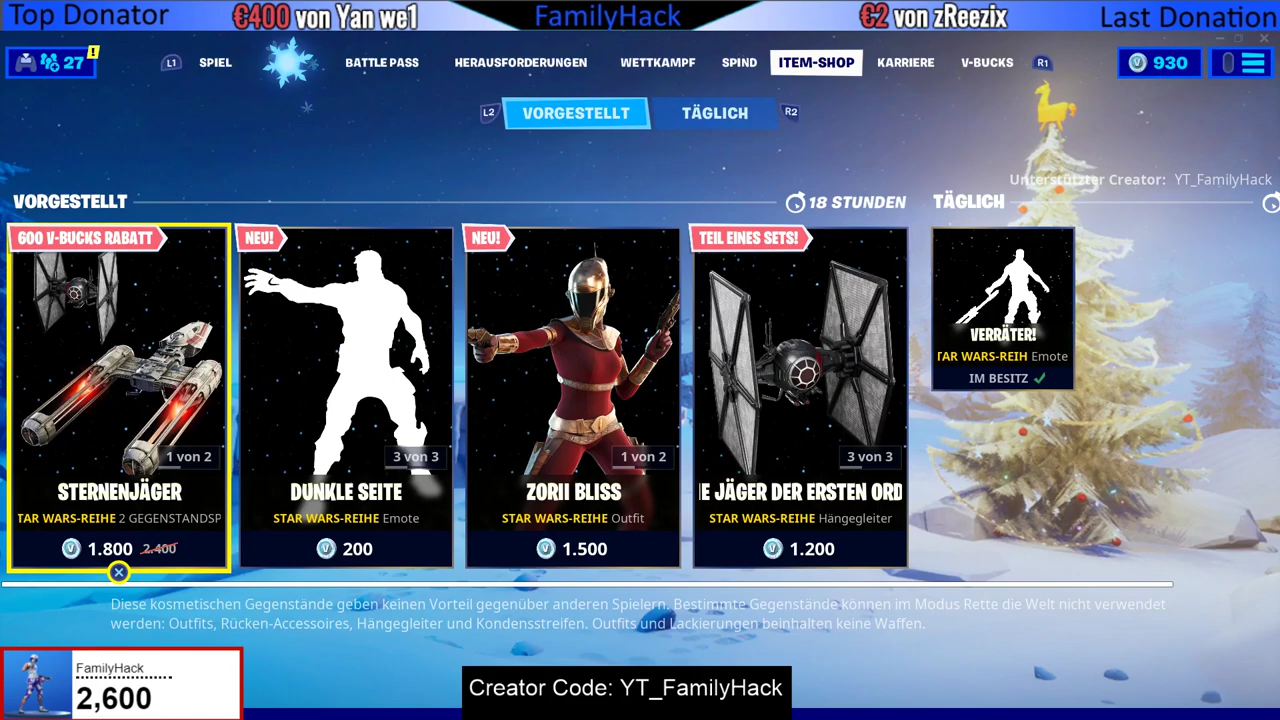 Top Donator €400 von Yan we1 FamilyHack €2 von zReezix Last Donation
27 ! L1 SPIEL BATTLE PASS HERAUSFORDERUNGEN WETTKAMPF SPIND ITEM-SHOP KARRIERE V-BUCKS R1 V 930
L2 VORGESTELLT TÄGLICH R2
Unterstützter Creator: YT_FamilyHack
VORGESTELLT 18 STUNDEN TÄGLICH
600 V-BUCKS RABATT
1 von 2
STERNENJÄGER
TAR WARS-REIHE 2 GEGENSTANDSP
V 1.800 2.400
NEU!
3 von 3
DUNKLE SEITE
STAR WARS-REIHE Emote
V 200
NEU!
1 von 2
ZORII BLISS
STAR WARS-REIHE Outfit
V 1.500
TEIL EINES SETS!
3 von 3
IE JÄGER DER ERSTEN ORD
STAR WARS-REIHE Hängegleiter
V 1.200
VERRÄTER!
TAR WARS-REIH Emote
IM BESITZ
Diese kosmetischen Gegenstände geben keinen Vorteil gegenüber anderen Spielern. Bestimmte Gegenstände können im Modus Rette die Welt nicht verwendet
werden: Outfits, Rücken-Accessoires, Hängegleiter und Kondensstreifen. Outfits und Lackierungen beinhalten keine Waffen.
FamilyHack
2,600
Creator Code: YT_FamilyHack